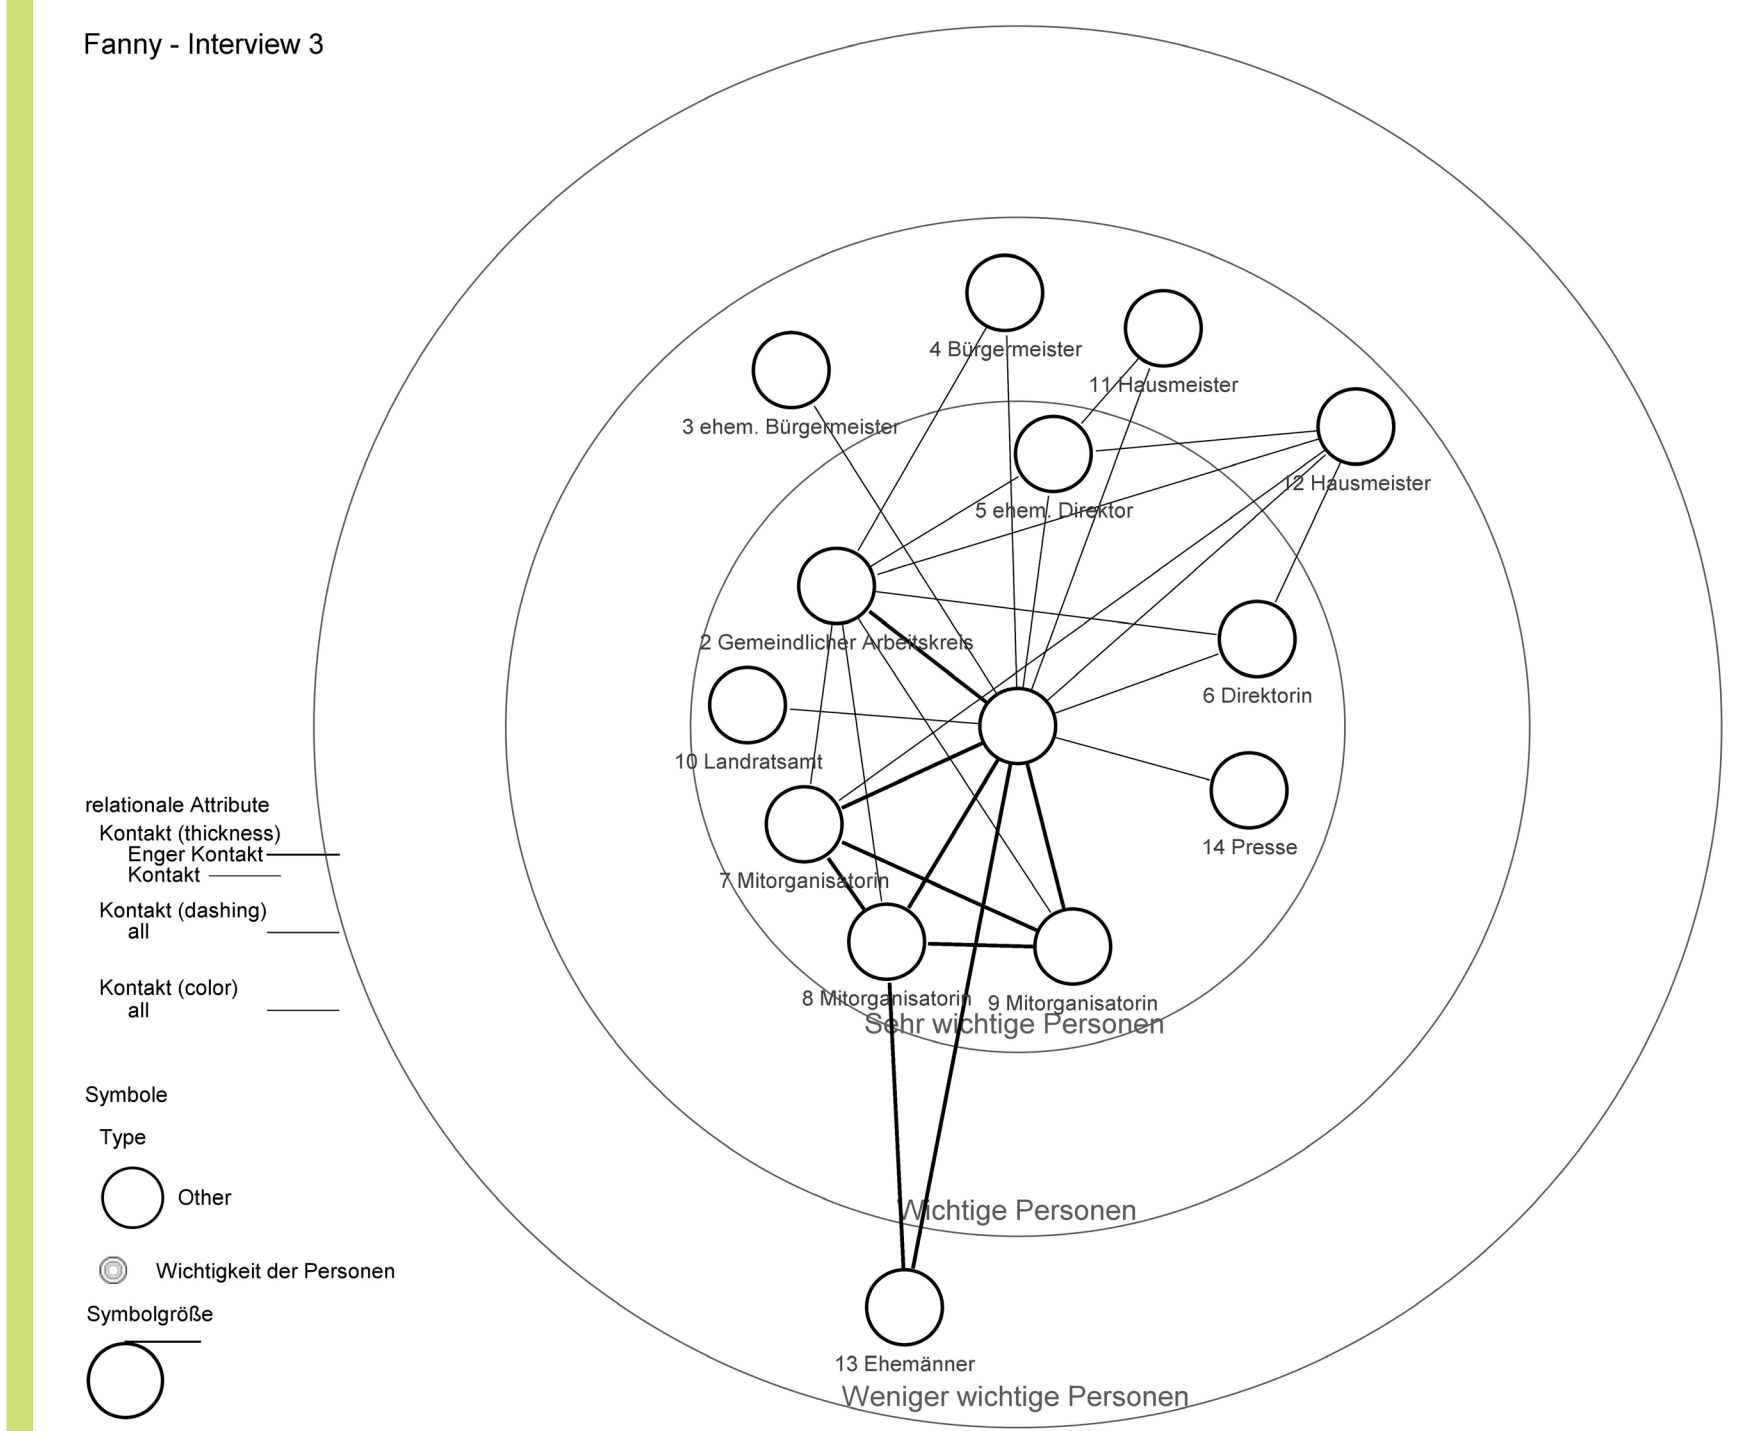 Fanny - Interview 3
4 Bürgermeister
11 Hausmeister
3 ehem. Bürgermeister
12 Hausmeister
5 ehem. Direktor
2 Gemeindlicher Arbeitskreis
6 Direktorin
10 Landratsamt
14 Presse
7 Mitorganisatorin
8 Mitorganisatorin
9 Mitorganisatorin
Sehr wichtige Personen
Wichtige Personen
13 Ehemänner
Weniger wichtige Personen
relationale Attribute
Kontakt (thickness)
Enger Kontakt
Kontakt
Kontakt (dashing)
all
Kontakt (color)
all
Symbole
Type
Other
Wichtigkeit der Personen
Symbolgröße